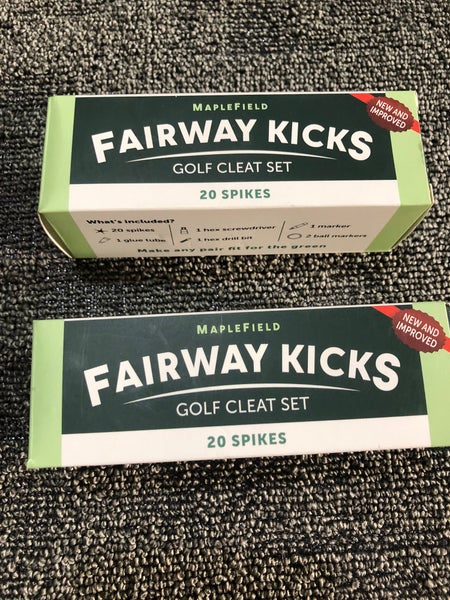 MAPLEFIELD
FAIRWAY KICKS
GOLF CLEAT SET
20 SPIKES
NEW AND
IMPROVED
What's included?
20 spikes
1 glue tube
1 hex screwdriver
1 hex drill bit
1 marker
2 ball markers
Make any pair fit for the green
MAPLEFIELD
FAIRWAY KICKS
GOLF CLEAT SET
20 SPIKES
NEW AND
IMPROVED